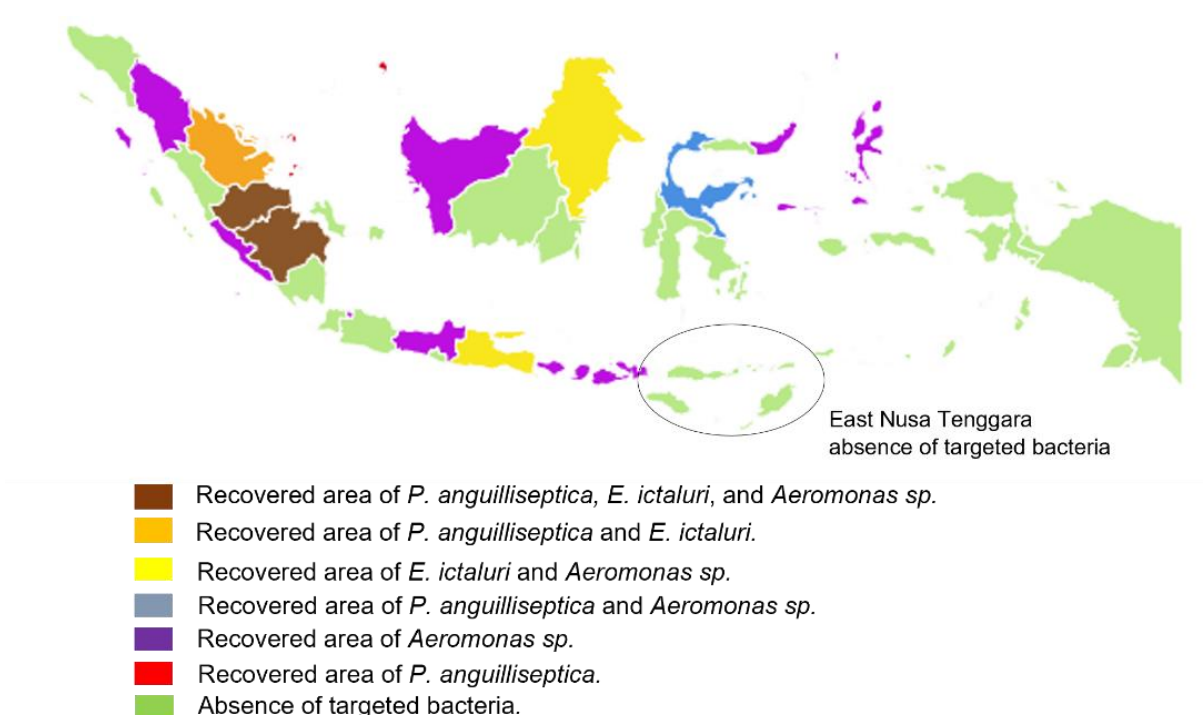 East Nusa Tenggara
absence of targeted bacteria
Recovered area of P. anguilliseptica, E. ictaluri, and Aeromonas sp.
Recovered area of P. anguilliseptica and E. ictaluri.
Recovered area of E. ictaluri and Aeromonas sp.
Recovered area of P. anguilliseptica and Aeromonas sp.
Recovered area of Aeromonas sp.
Recovered area of P. anguilliseptica.
Absence of targeted bacteria.